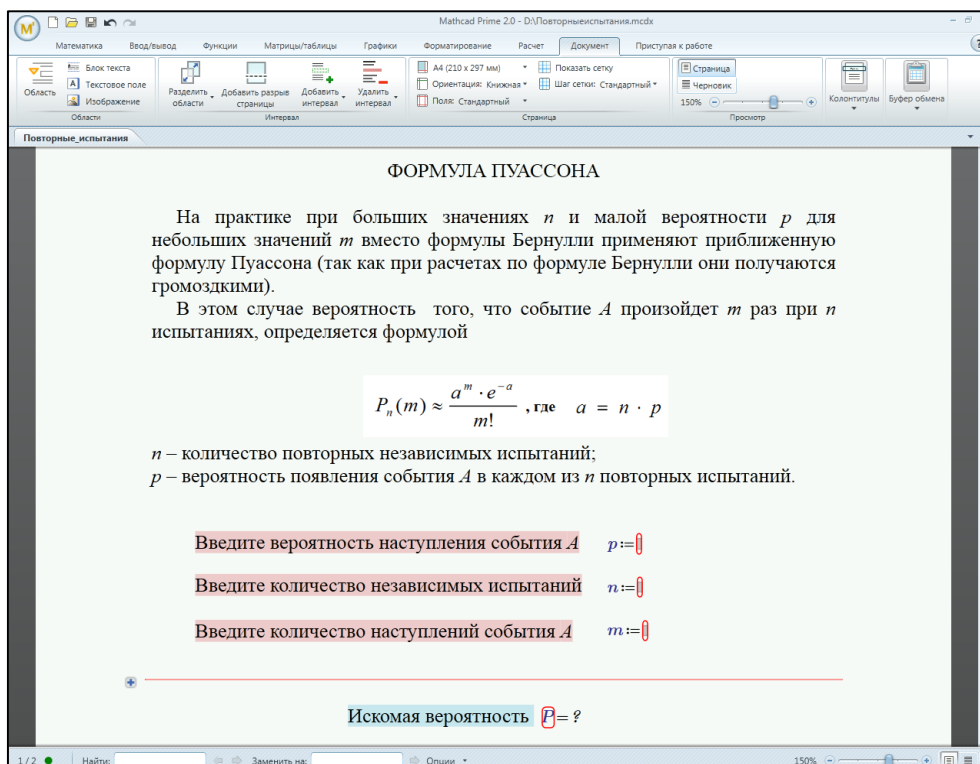 Mathcad Prime 2.0 - D:\Повторныеиспытания.mcdx
Математика Ввод/вывод Функции Матрицы/таблицы Графики Форматирование Расчет Документ Приступая к работе
Область
Блок текста
Текстовое поле
Изображение
Области
Разделить области
Добавить разрыв страницы
Добавить интервал
Удалить интервал
Интервал
A4 (210 x 297 мм)
Ориентация: Книжная
Поля: Стандартный
Показать сетку
Шаг сетки: Стандартный
Страница
Страница
Черновик
150%
Просмотр
Колонтитулы
Буфер обмена
Повторные_испытания
ФОРМУЛА ПУАССОНА
На практике при больших значениях n и малой вероятности p для
небольших значений m вместо формулы Бернулли применяют приближенную
формулу Пуассона (так как при расчетах по формуле Бернулли они получаются
громоздкими).
В этом случае вероятность того, что событие A произойдет m раз при n
испытаниях, определяется формулой
Pₙ(m) ≈ (aᵐ · e⁻ᵃ) / m! , где a = n · p
n – количество повторных независимых испытаний;
p – вероятность появления события A в каждом из n повторных испытаний.
Введите вероятность наступления события A p:=
Введите количество независимых испытаний n:=
Введите количество наступлений события A m:=
Искомая вероятность P=?
1 / 2 Найти: Заменить на: Опции 150%